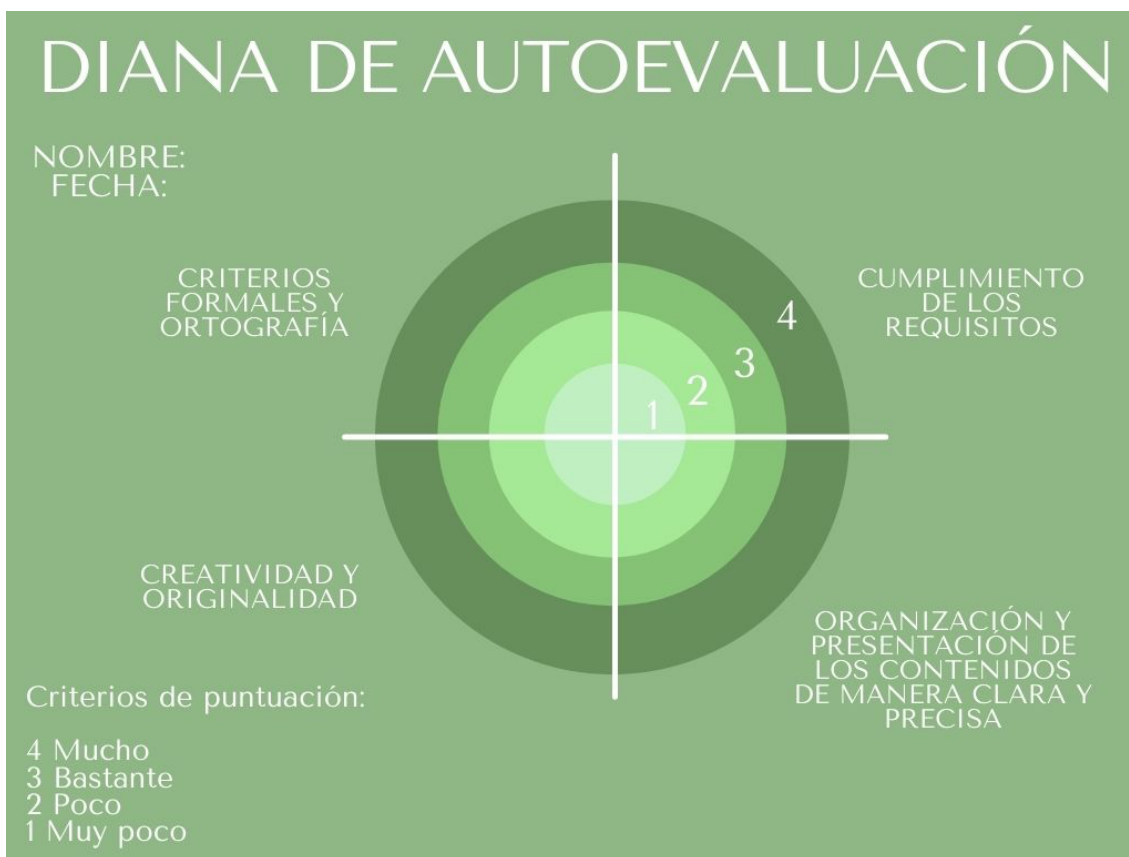 DIANA DE AUTOEVALUACIÓN
NOMBRE:
FECHA:
CRITERIOS
FORMALES Y
ORTOGRAFÍA
CUMPLIMIENTO
DE LOS
REQUISITOS
4
3
2
1
CREATIVIDAD Y
ORIGINALIDAD
ORGANIZACIÓN Y
PRESENTACIÓN DE
LOS CONTENIDOS
DE MANERA CLARA Y
PRECISA
Criterios de puntuación:
4 Mucho
3 Bastante
2 Poco
1 Muy poco